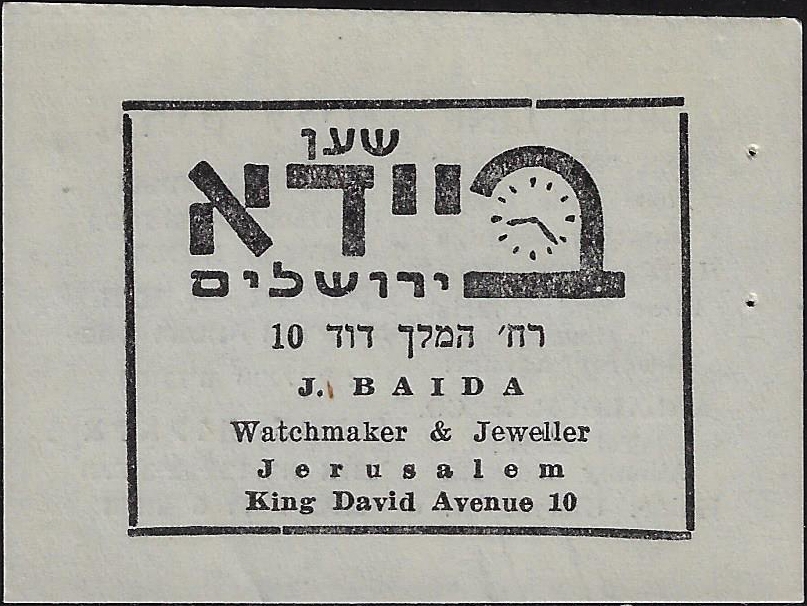 שען
ביידא
ירושלים
רח' המלך דוד 10
J. BAIDA
Watchmaker & Jeweller
Jerusalem
King David Avenue 10